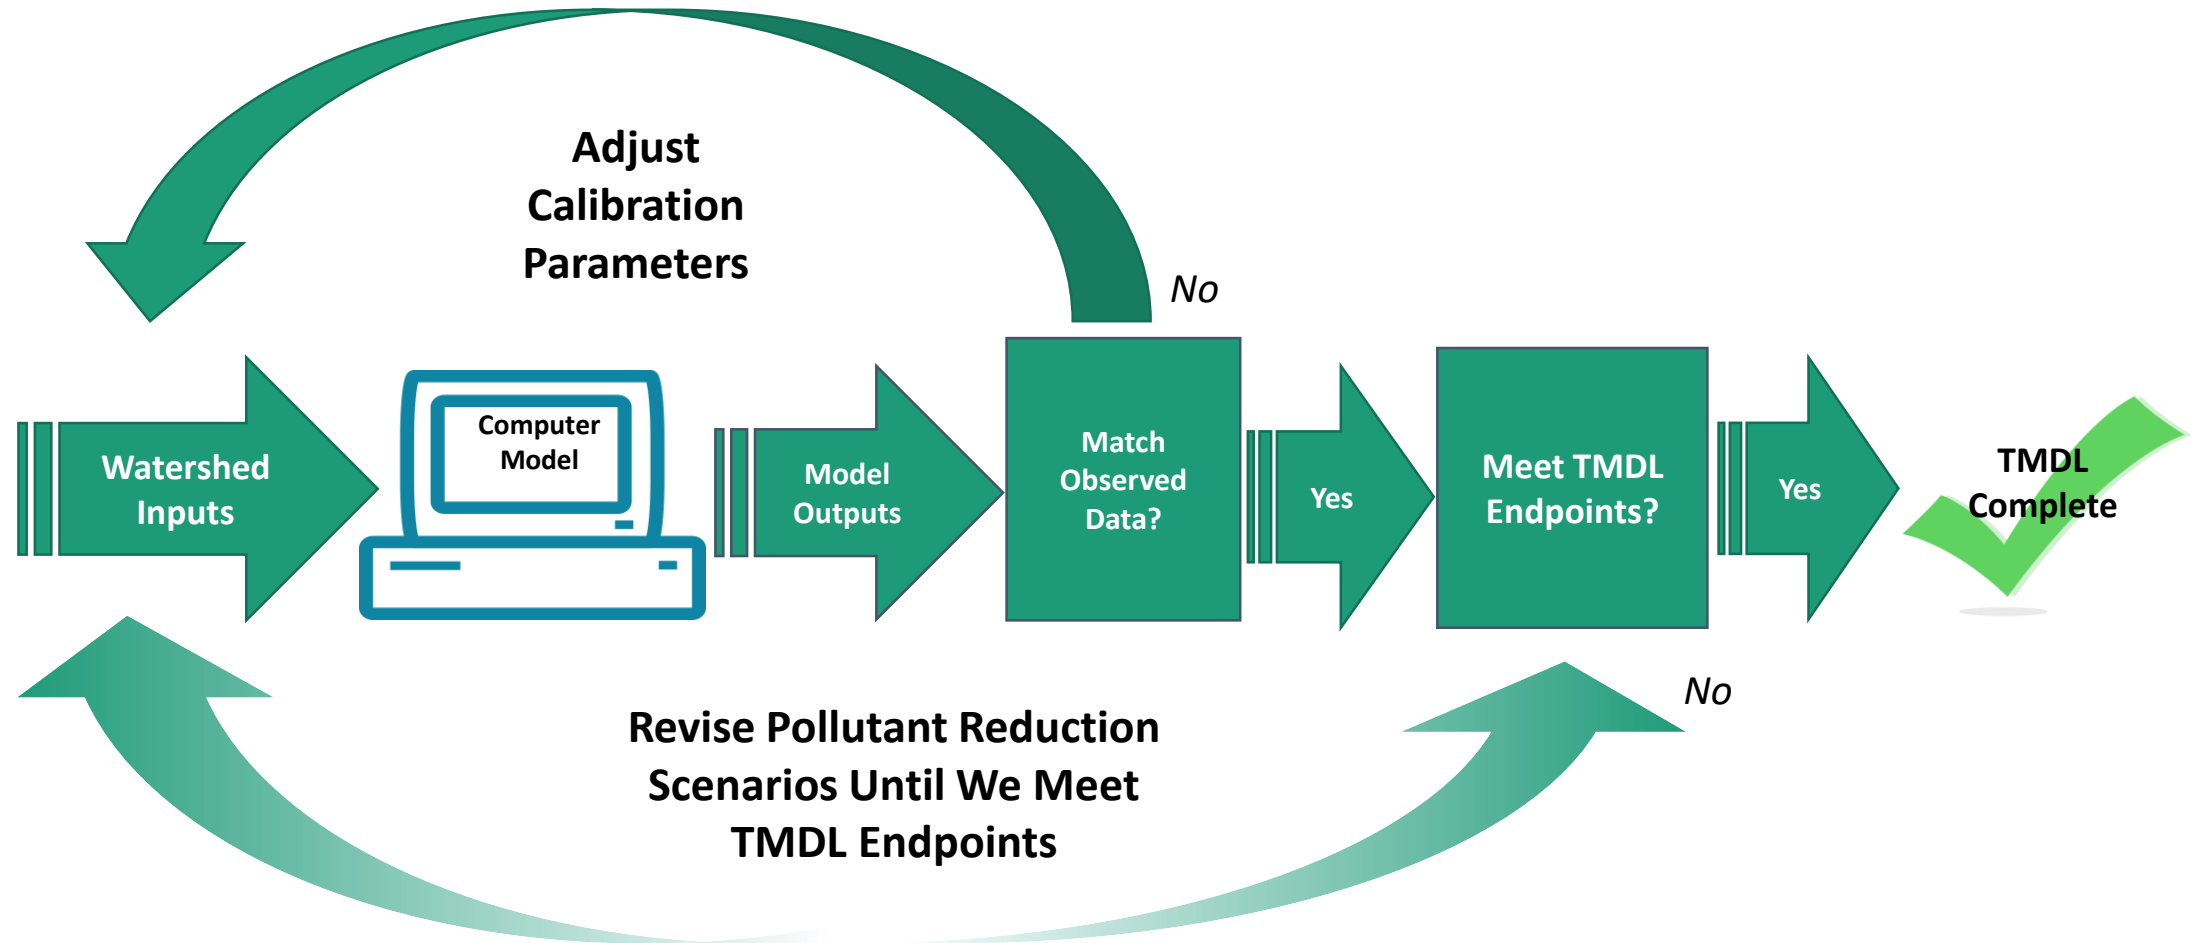 Adjust
Calibration
Parameters
No
Watershed
Inputs
Computer
Model
Model
Outputs
Match
Observed
Data?
Yes
Meet TMDL
Endpoints?
Yes
TMDL
Complete
No
Revise Pollutant Reduction
Scenarios Until We Meet
TMDL Endpoints